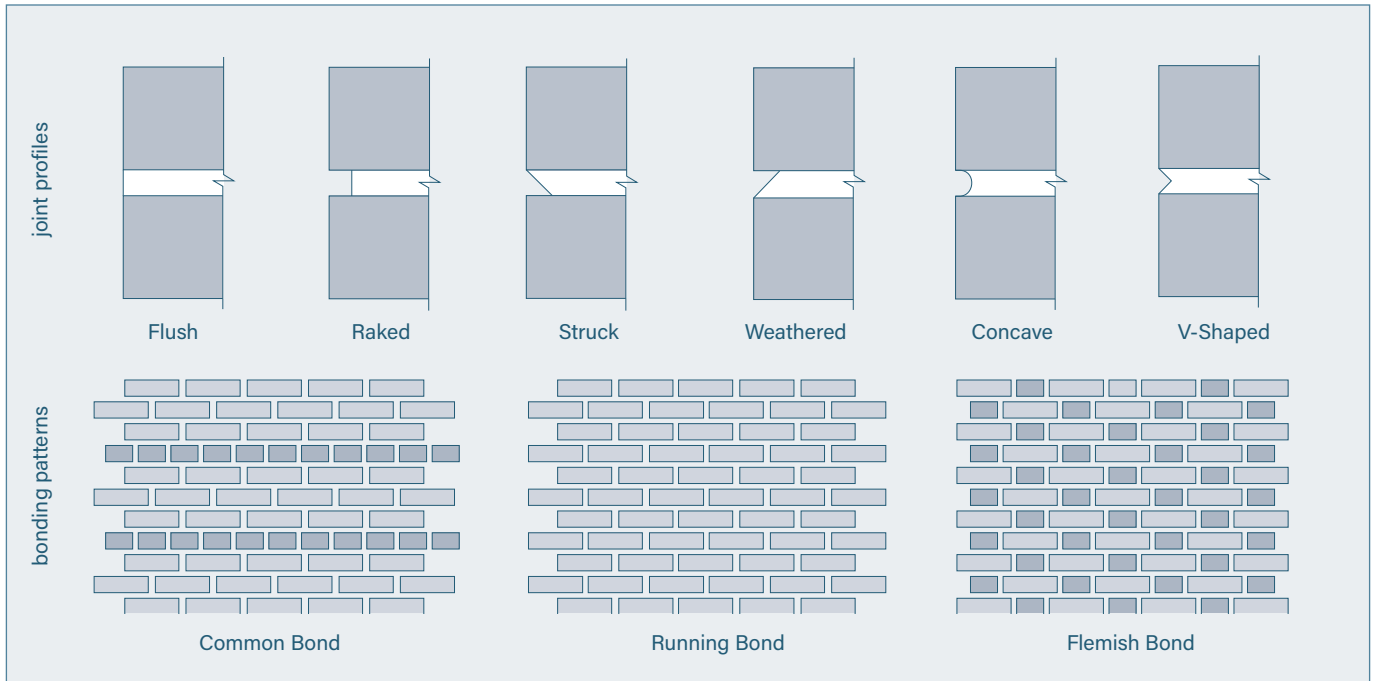 joint profiles
Flush
Raked
Struck
Weathered
Concave
V-Shaped
bonding patterns
Common Bond
Running Bond
Flemish Bond